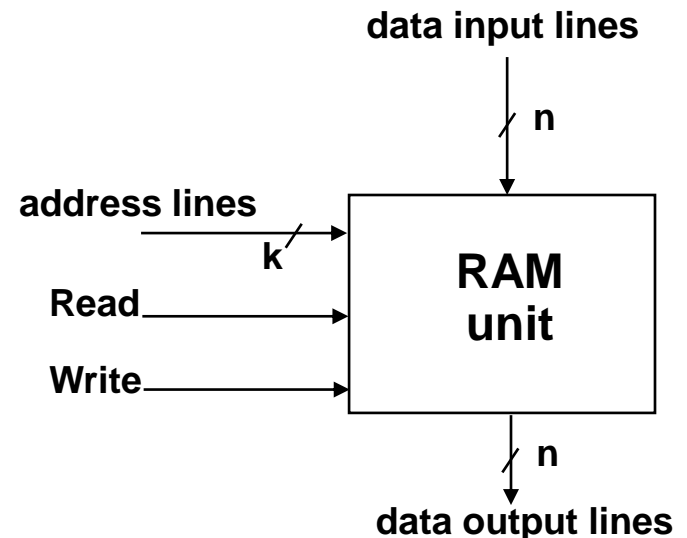 data input lines
n
address lines
k
RAM
unit
Read
Write
n
data output lines